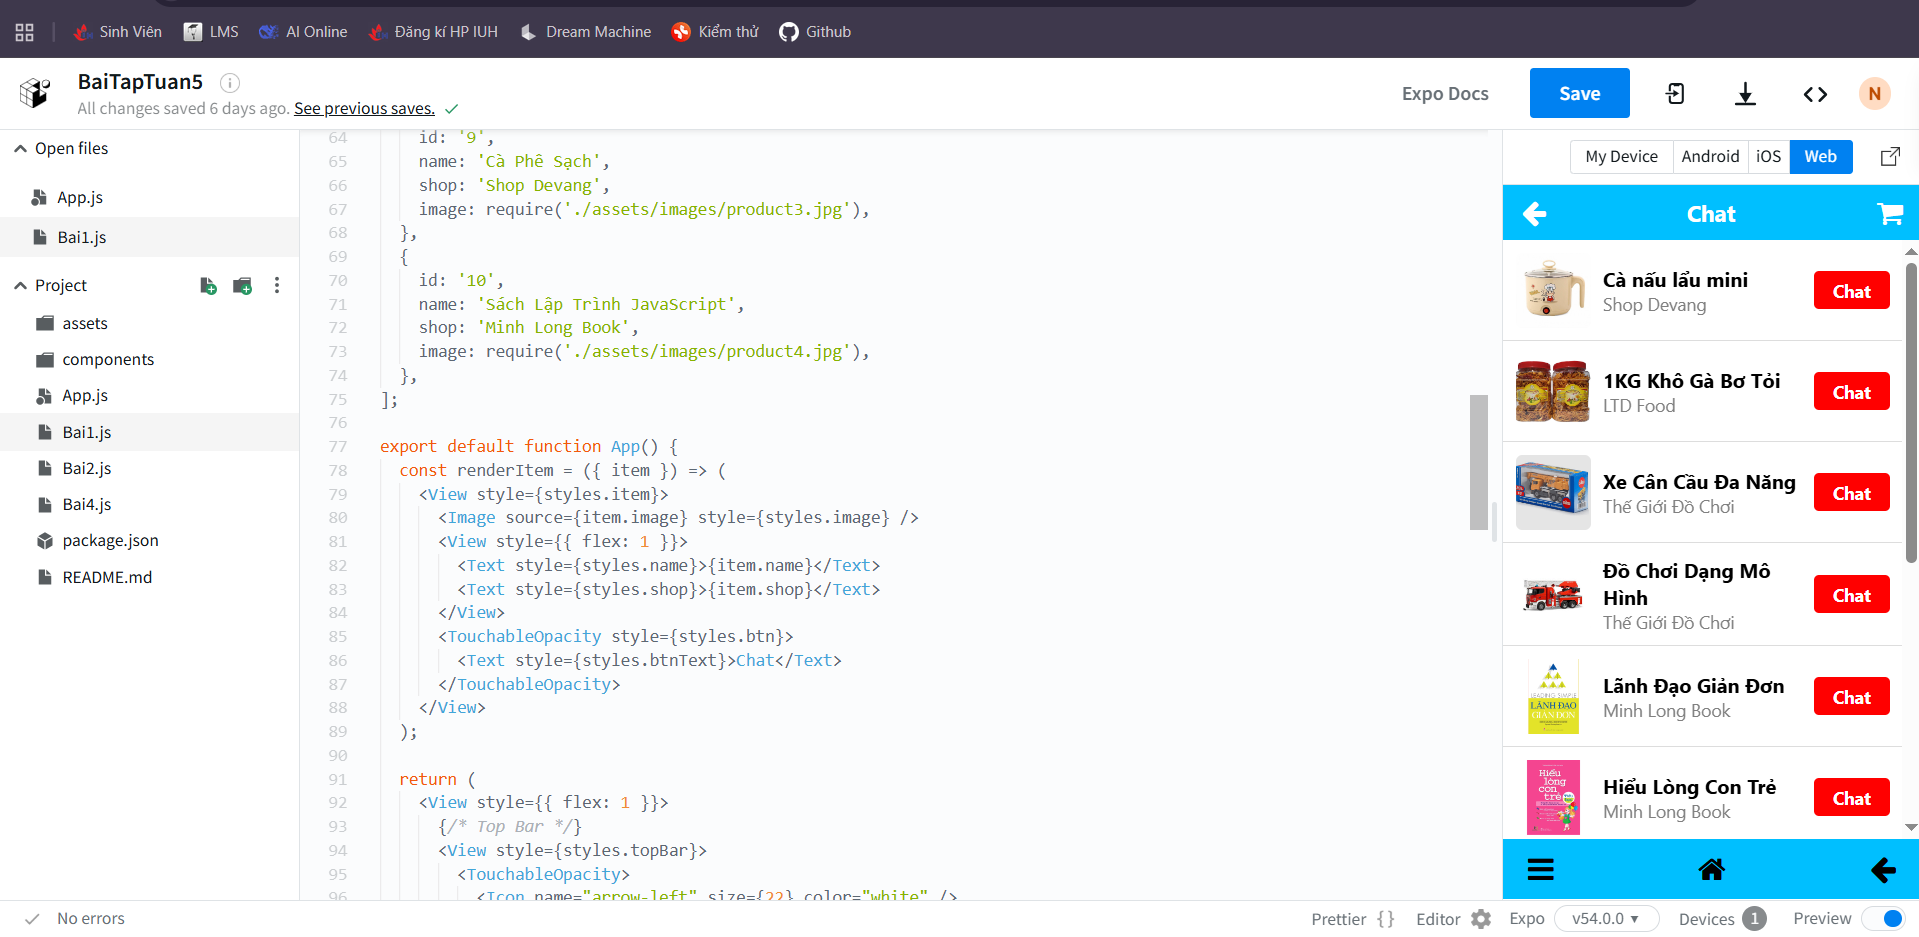 Sinh Viên LMS AI Online Đăng kí HP IUH Dream Machine Kiểm thử Github
BaiTapTuan5
All changes saved 6 days ago. See previous saves.
Expo Docs Save N
Open files
App.js
Bai1.js
Project
assets
components
App.js
Bai1.js
Bai2.js
Bai4.js
package.json
README.md
64 id: '9',
65 name: 'Cà Phê Sạch',
66 shop: 'Shop Devang',
67 image: require('./assets/images/product3.jpg'),
68 },
69 {
70 id: '10',
71 name: 'Sách Lập Trình JavaScript',
72 shop: 'Minh Long Book',
73 image: require('./assets/images/product4.jpg'),
74 },
75 ];
76
77 export default function App() {
78 const renderItem = ({ item }) => (
79 <View style={styles.item}>
80 <Image source={item.image} style={styles.image} />
81 <View style={{ flex: 1 }}>
82 <Text style={styles.name}>{item.name}</Text>
83 <Text style={styles.shop}>{item.shop}</Text>
84 </View>
85 <TouchableOpacity style={styles.btn}>
86 <Text style={styles.btnText}>Chat</Text>
87 </TouchableOpacity>
88 </View>
89 );
90
91 return (
92 <View style={{ flex: 1 }}>
93 {/* Top Bar */}
94 <View style={styles.topBar}>
95 <TouchableOpacity>
96 <Icon name="arrow-left" size={22} color="white" />
My Device Android iOS Web
Chat
Cà nấu lẩu mini
Shop Devang
Chat
1KG Khô Gà Bơ Tỏi
LTD Food
Chat
Xe Cân Cầu Đa Năng
Thế Giới Đồ Chơi
Chat
Đồ Chơi Dạng Mô
Hình
Thế Giới Đồ Chơi
Chat
LEADING SIMPLE
LÃNH ĐẠO
GIẢN ĐƠN
Lãnh Đạo Giản Đơn
Minh Long Book
Chat
Hiểu
lòng
con
trẻ
Hiểu Lòng Con Trẻ
Minh Long Book
Chat
No errors
Prettier {} Editor Expo v54.0.0 Devices 1 Preview